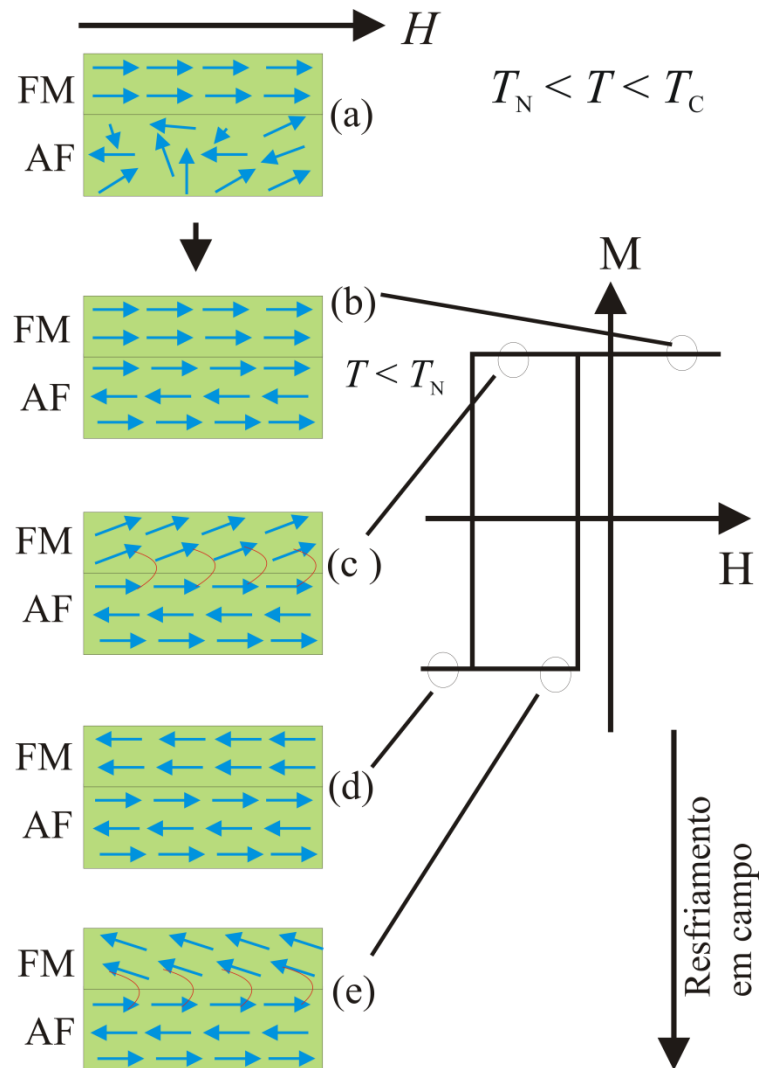 H
FM
(a)
AF
T_N < T < T_C
M
(b)
FM
AF
T < T_N
FM
(c )
AF
H
FM
(d)
AF
FM
(e)
AF
Resfriamento
em campo